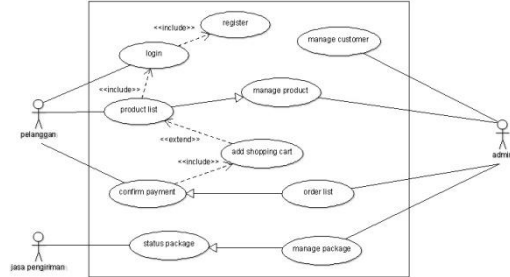 register
<<include>>
manage customer
login
<<include>>
manage product
product list
pelanggan
<<extend>>
add shopping cart
<<include>>
admin
confirm payment
order list
status package
manage package
jasa pengiriman